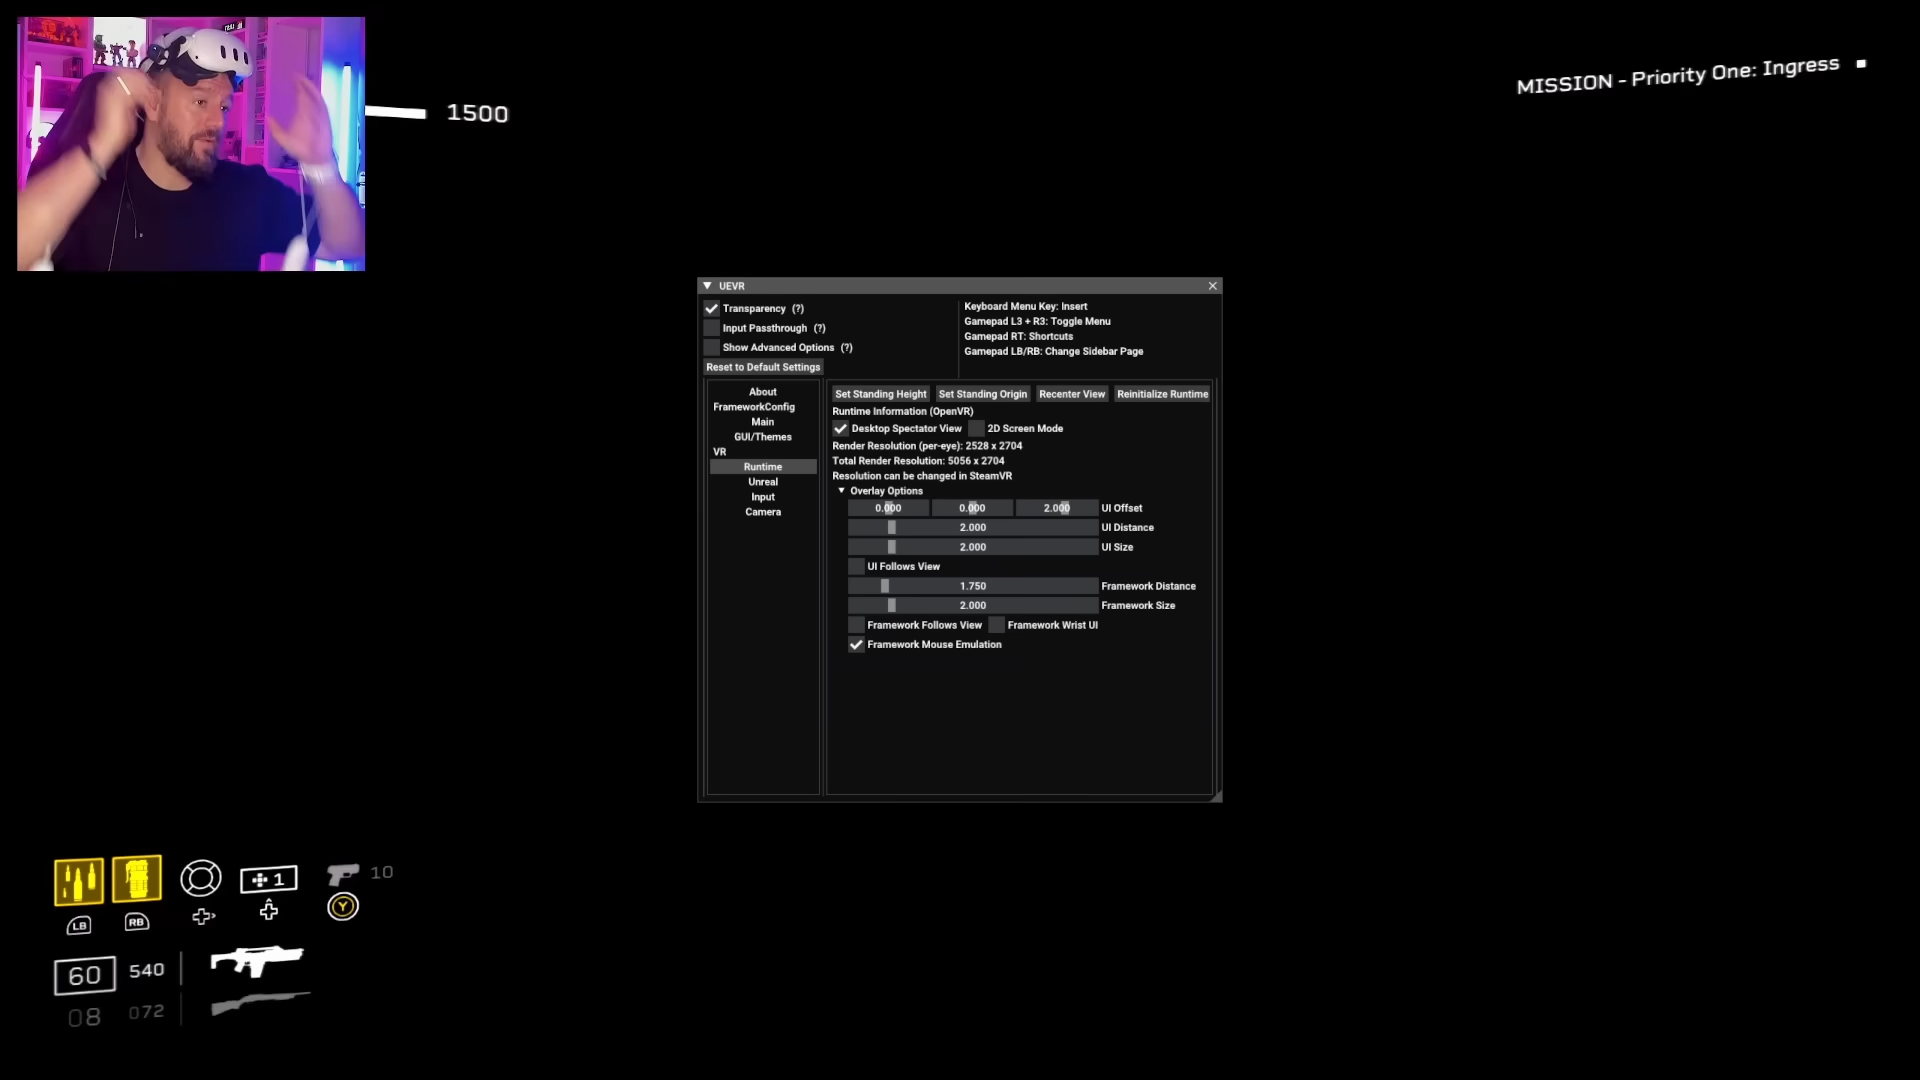 1500
MISSION - Priority One: Ingress
UEVR
Transparency (?)
Input Passthrough (?)
Show Advanced Options (?)
Reset to Default Settings
Keyboard Menu Key: Insert
Gamepad L3 + R3: Toggle Menu
Gamepad RT: Shortcuts
Gamepad LB/RB: Change Sidebar Page
About
FrameworkConfig
Main
GUI/Themes
VR
Runtime
Unreal
Input
Camera
Set Standing Height Set Standing Origin Recenter View Reinitialize Runtime
Runtime Information (OpenVR)
Desktop Spectator View 2D Screen Mode
Render Resolution (per-eye): 2528 x 2704
Total Render Resolution: 5056 x 2704
Resolution can be changed in SteamVR
Overlay Options
0.000 0.000 2.000 UI Offset
2.000 UI Distance
2.000 UI Size
UI Follows View
1.750 Framework Distance
2.000 Framework Size
Framework Follows View Framework Wrist UI
Framework Mouse Emulation
1 10
LB RB Y
60 540
08 072